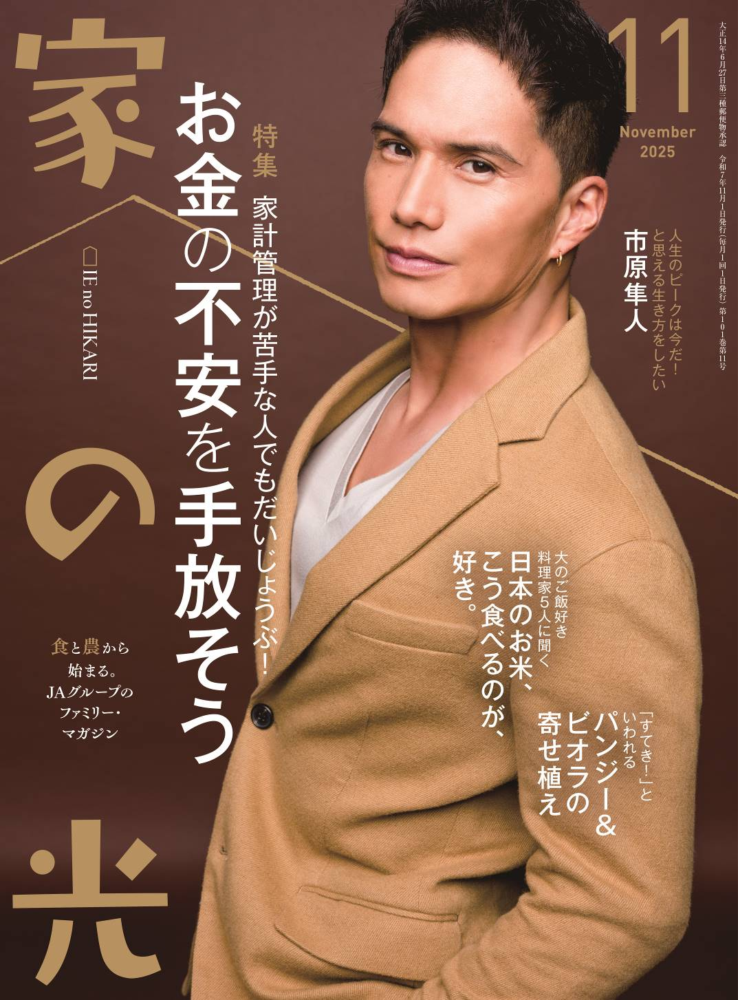 家の光
IE no HIKARI
食と農から
始まる。
JAグループの
ファミリー・
マガジン
11
November
2025
大正14年6月27日第三種郵便物承認 令和7年11月1日発行(毎月1回1日発行) 第101巻第11号
人生のピークは今だ!
と思える生き方をしたい
市原隼人
特集 家計管理が苦手な人でもだいじょうぶ!
お金の不安を手放そう
大のご飯好き
料理家5人に聞く
日本のお米、
こう食べるのが、
好き。
「すてき!」と
いわれる
パンジー&
ビオラの
寄せ植え